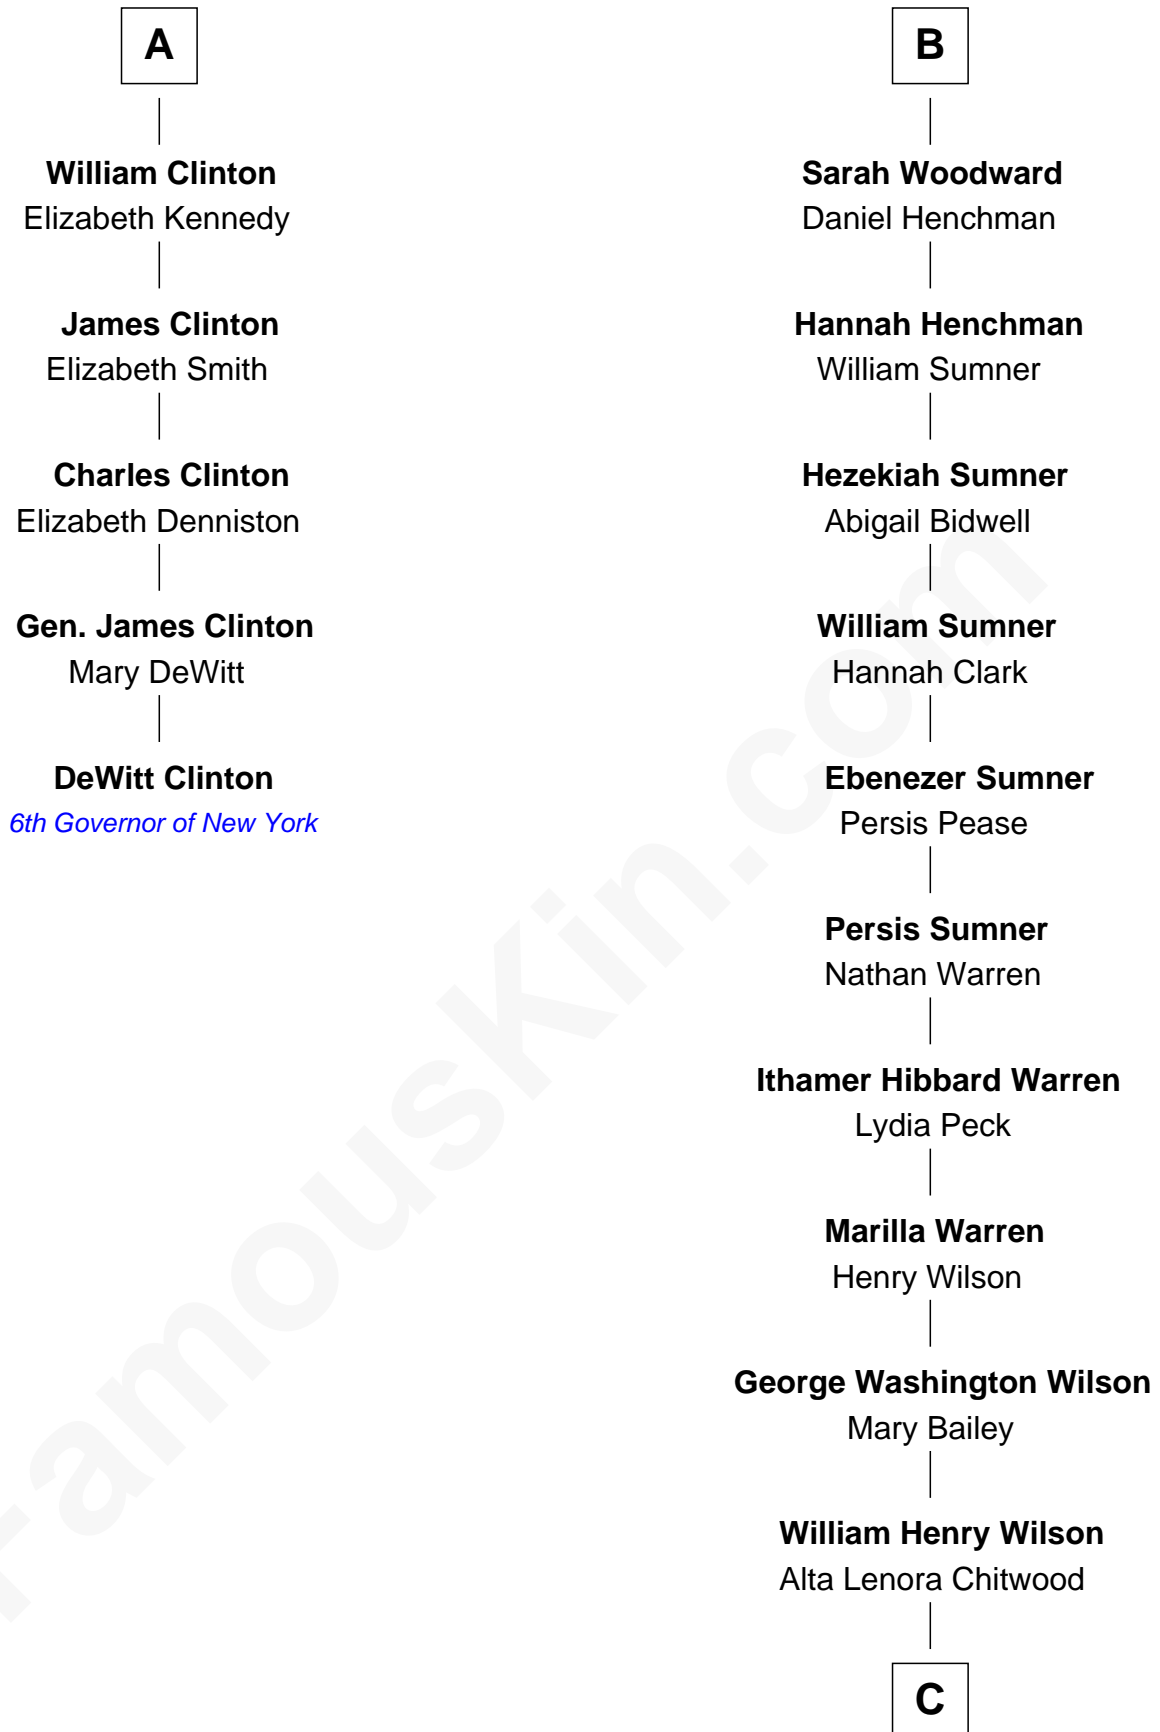 A
William Clinton
Elizabeth Kennedy
James Clinton
Elizabeth Smith
Charles Clinton
Elizabeth Denniston
Gen. James Clinton
Mary DeWitt
DeWitt Clinton
6th Governor of New York
B
Sarah Woodward
Daniel Henchman
Hannah Henchman
William Sumner
Hezekiah Sumner
Abigail Bidwell
William Sumner
Hannah Clark
Ebenezer Sumner
Persis Pease
Persis Sumner
Nathan Warren
Ithamer Hibbard Warren
Lydia Peck
Marilla Warren
Henry Wilson
George Washington Wilson
Mary Bailey
William Henry Wilson
Alta Lenora Chitwood
C
FamousKin.com